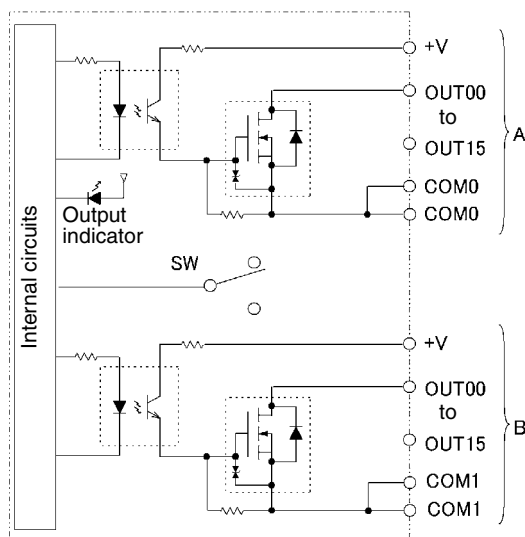 +V
OUT00
to
OUT15
A
COM0
COM0
Internal circuits
Output
indicator
SW
+V
OUT00
to
OUT15
B
COM1
COM1